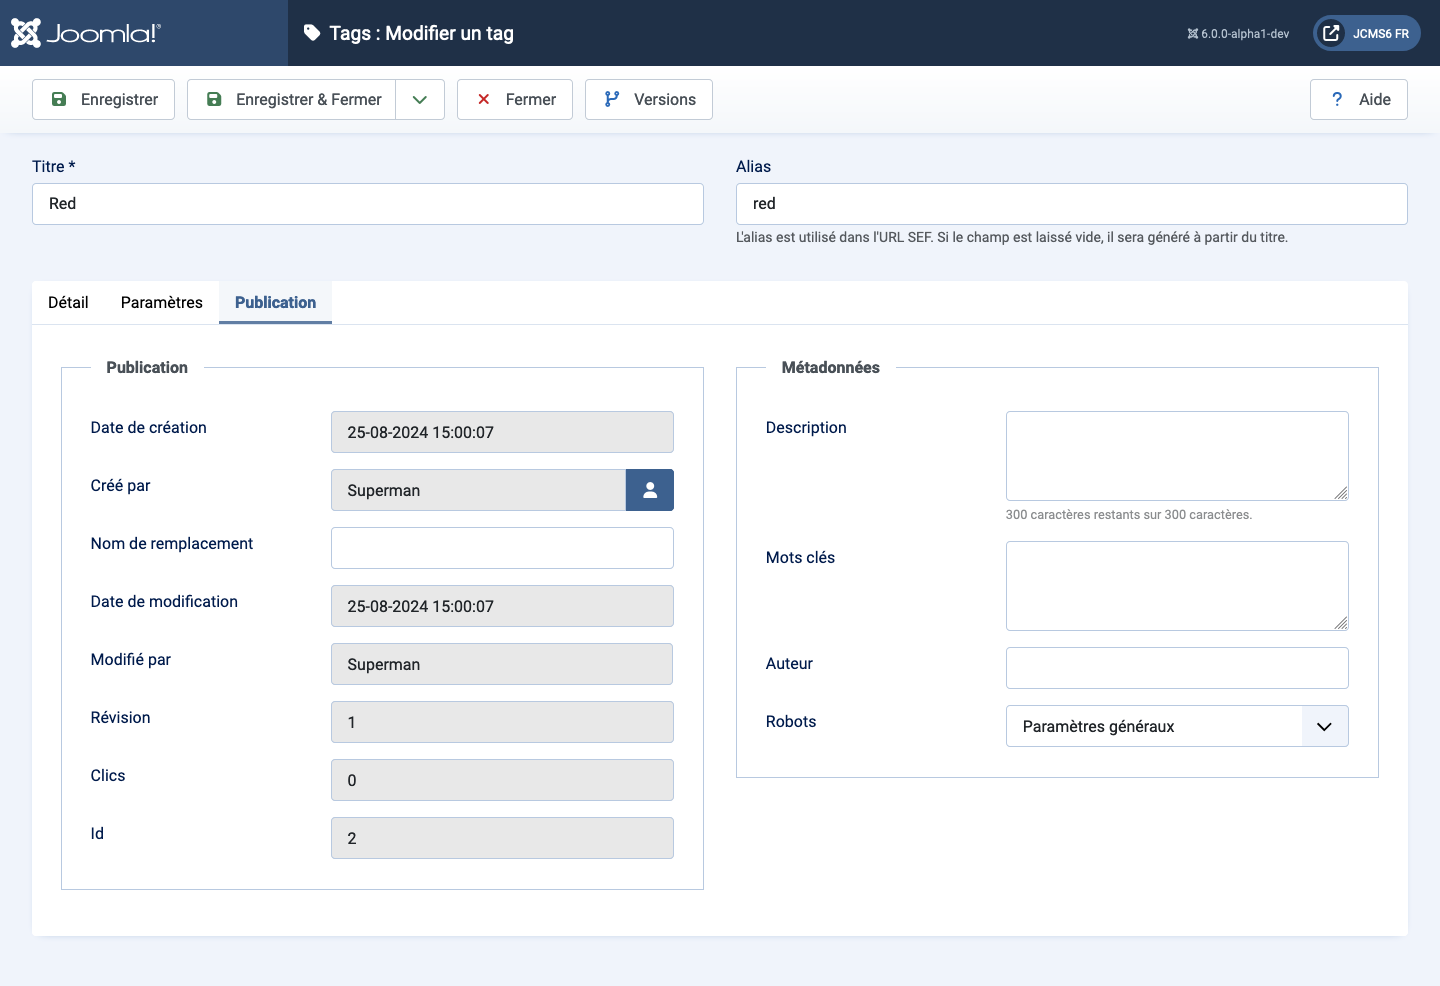 Joomla!®
Tags : Modifier un tag
6.0.0-alpha1-dev
JCMS6 FR
Enregistrer
Enregistrer & Fermer
Fermer
Versions
? Aide
Titre *
Red
Alias
red
L'alias est utilisé dans l'URL SEF. Si le champ est laissé vide, il sera généré à partir du titre.
Détail
Paramètres
Publication
Publication
Date de création
25-08-2024 15:00:07
Créé par
Superman
Nom de remplacement
Date de modification
25-08-2024 15:00:07
Modifié par
Superman
Révision
1
Clics
0
Id
2
Métadonnées
Description
300 caractères restants sur 300 caractères.
Mots clés
Auteur
Robots
Paramètres généraux